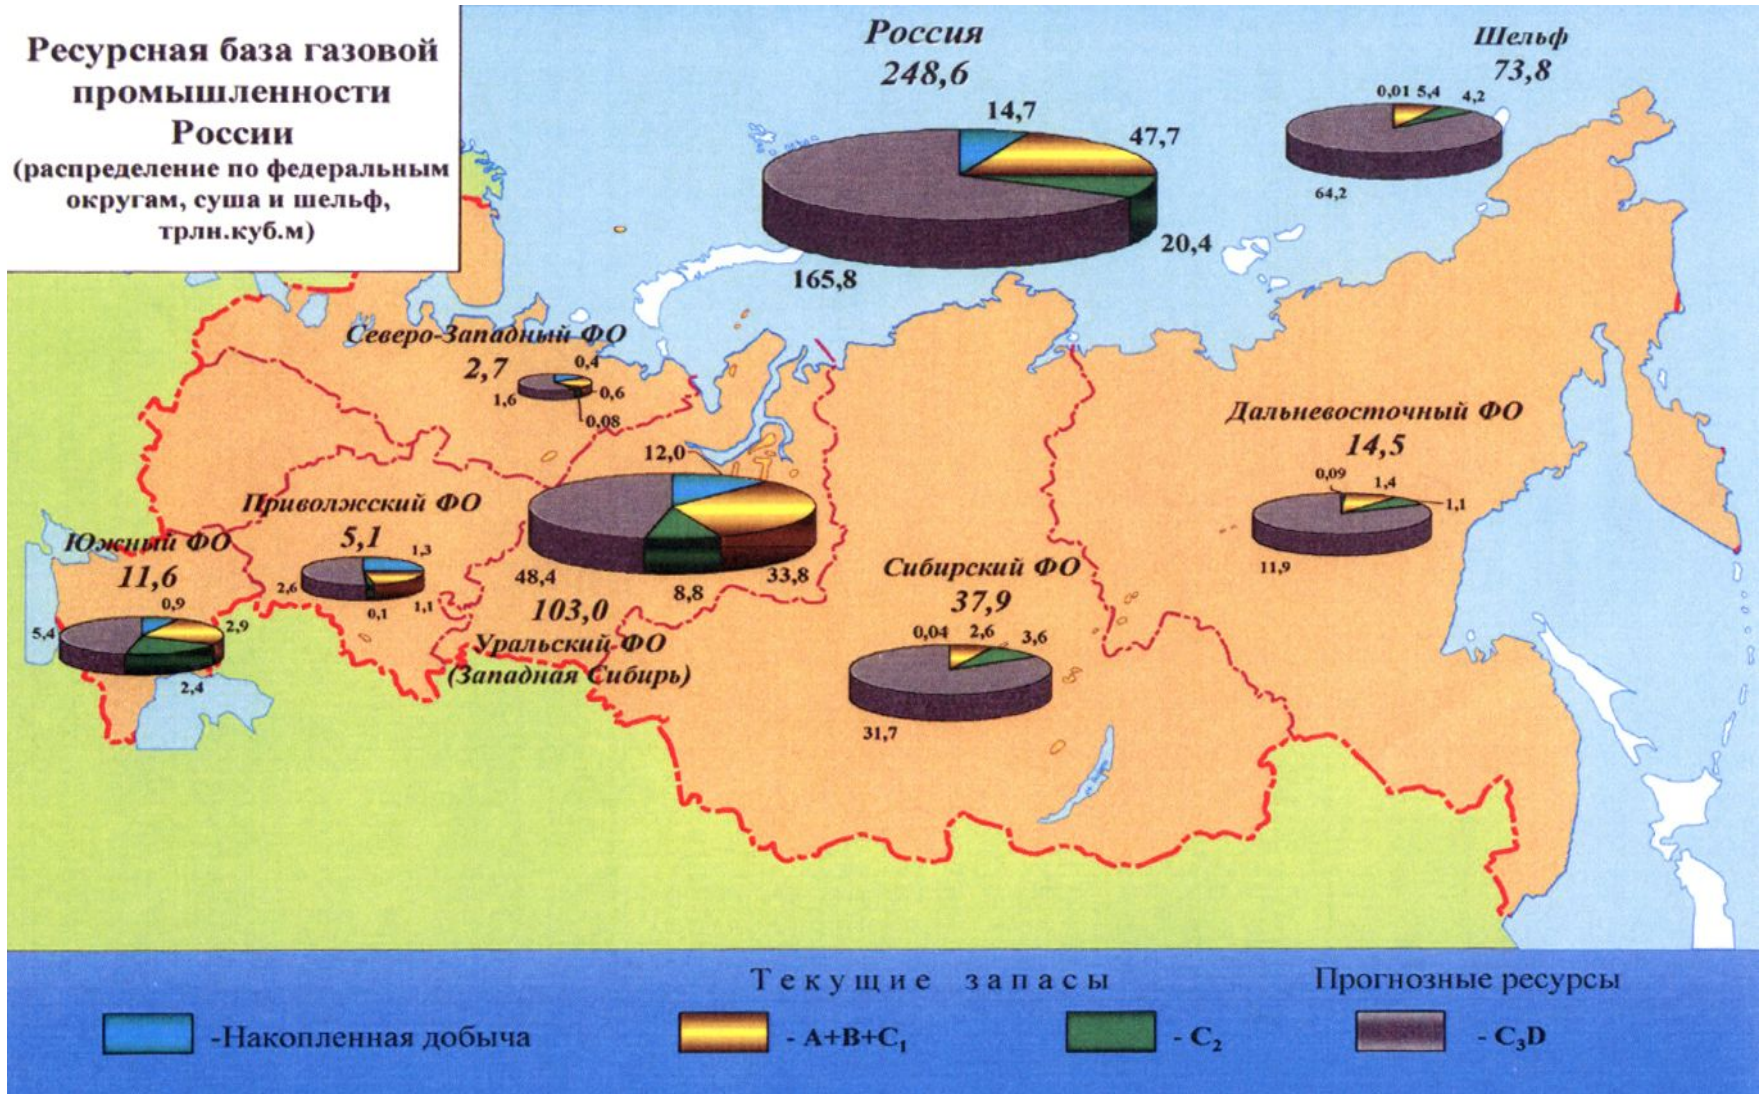 Ресурсная база газовой
промышленности
России
(распределение по федеральным
округам, суша и шельф,
трлн.куб.м)
Россия
248,6
14,7
47,7
20,4
165,8
Шельф
73,8
0,01 5,4 4,2
64,2
Северо-Западный ФО
2,7
0,4
0,6
0,08
1,6
Дальневосточный ФО
14,5
0,09
1,4
1,1
11,9
Приволжсский ФО
5,1
1,3
1,1
0,1
2,6
Южный ФО
11,6
0,9
2,9
2,4
5,4
12,0
33,8
8,8
48,4
103,0
Уральский ФО
(Западная Сибирь)
Сибирский ФО
37,9
0,04 2,6 3,6
31,7
Текущие запасы
Прогнозные ресурсы
-Накопленная добыча
- А+В+С₁
- С₂
- С₃D